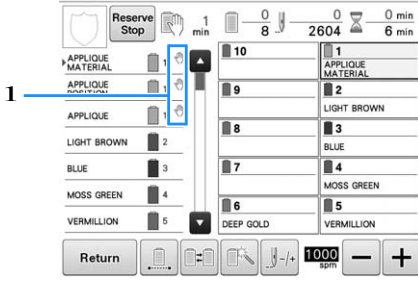 Reserve Stop
1 min
0
8
0
2604
0 min
6 min
APPLIQUE MATERIAL 1
APPLIQUE POSITION 1
APPLIQUE 1
LIGHT BROWN 2
BLUE 3
MOSS GREEN 4
VERMILLION 5
1
10
1
APPLIQUE MATERIAL
9
2
LIGHT BROWN
8
3
BLUE
7
4
MOSS GREEN
6
DEEP GOLD
5
VERMILLION
Return
-/+
1000 spm